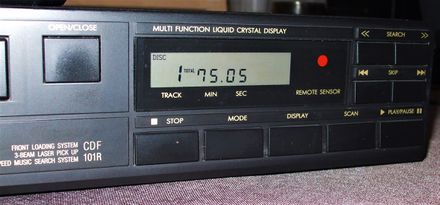 OPEN/CLOSE
MULTI FUNCTION LIQUID CRYSTAL DISPLAY
<< SEARCH >>
DISC
1 TOTAL 75.05
TRACK MIN SEC
REMOTE SENSOR
SKIP
STOP MODE DISPLAY SCAN PLAY/PAUSE
FRONT LOADING SYSTEM
3-BEAM LASER PICK UP
SPEED MUSIC SEARCH SYSTEM
CDF
101R